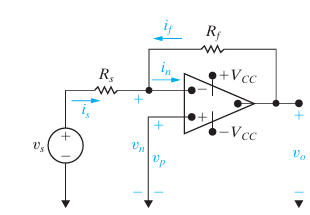 i_f
R_f
R_s
i_n
+V_CC
−
+
i_s
+
v_s
+
−
+
−V_CC
v_n
v_p
+
v_o
−
−
−